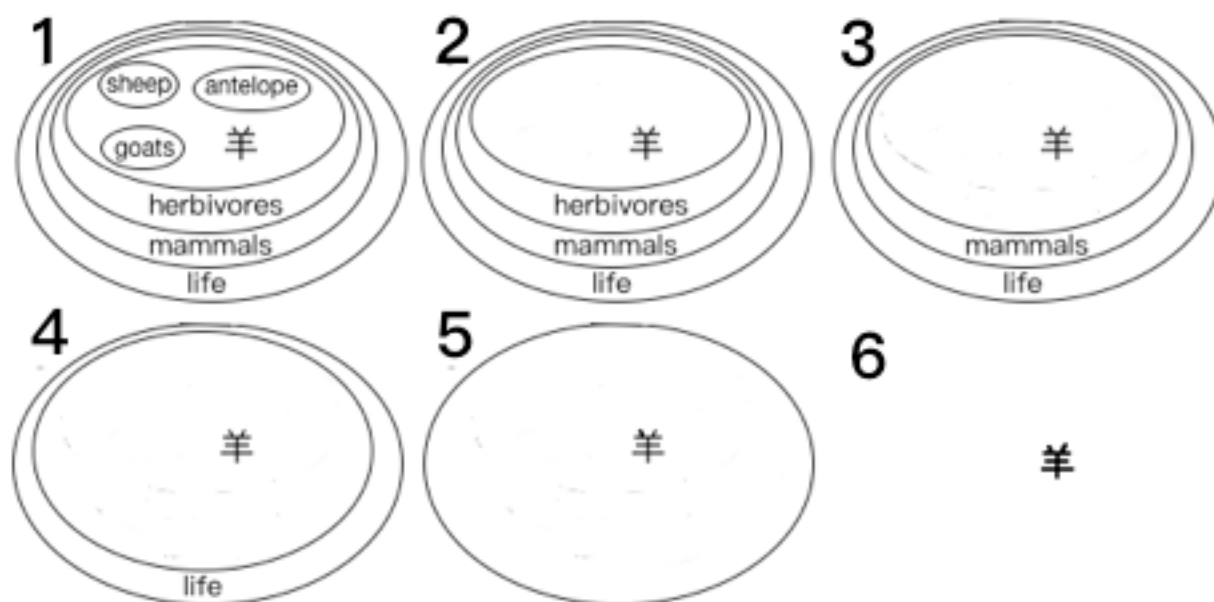 1
sheep antelope
goats 羊
herbivores
mammals
life
2
羊
herbivores
mammals
life
3
羊
mammals
life
4
羊
life
5
羊
6
羊